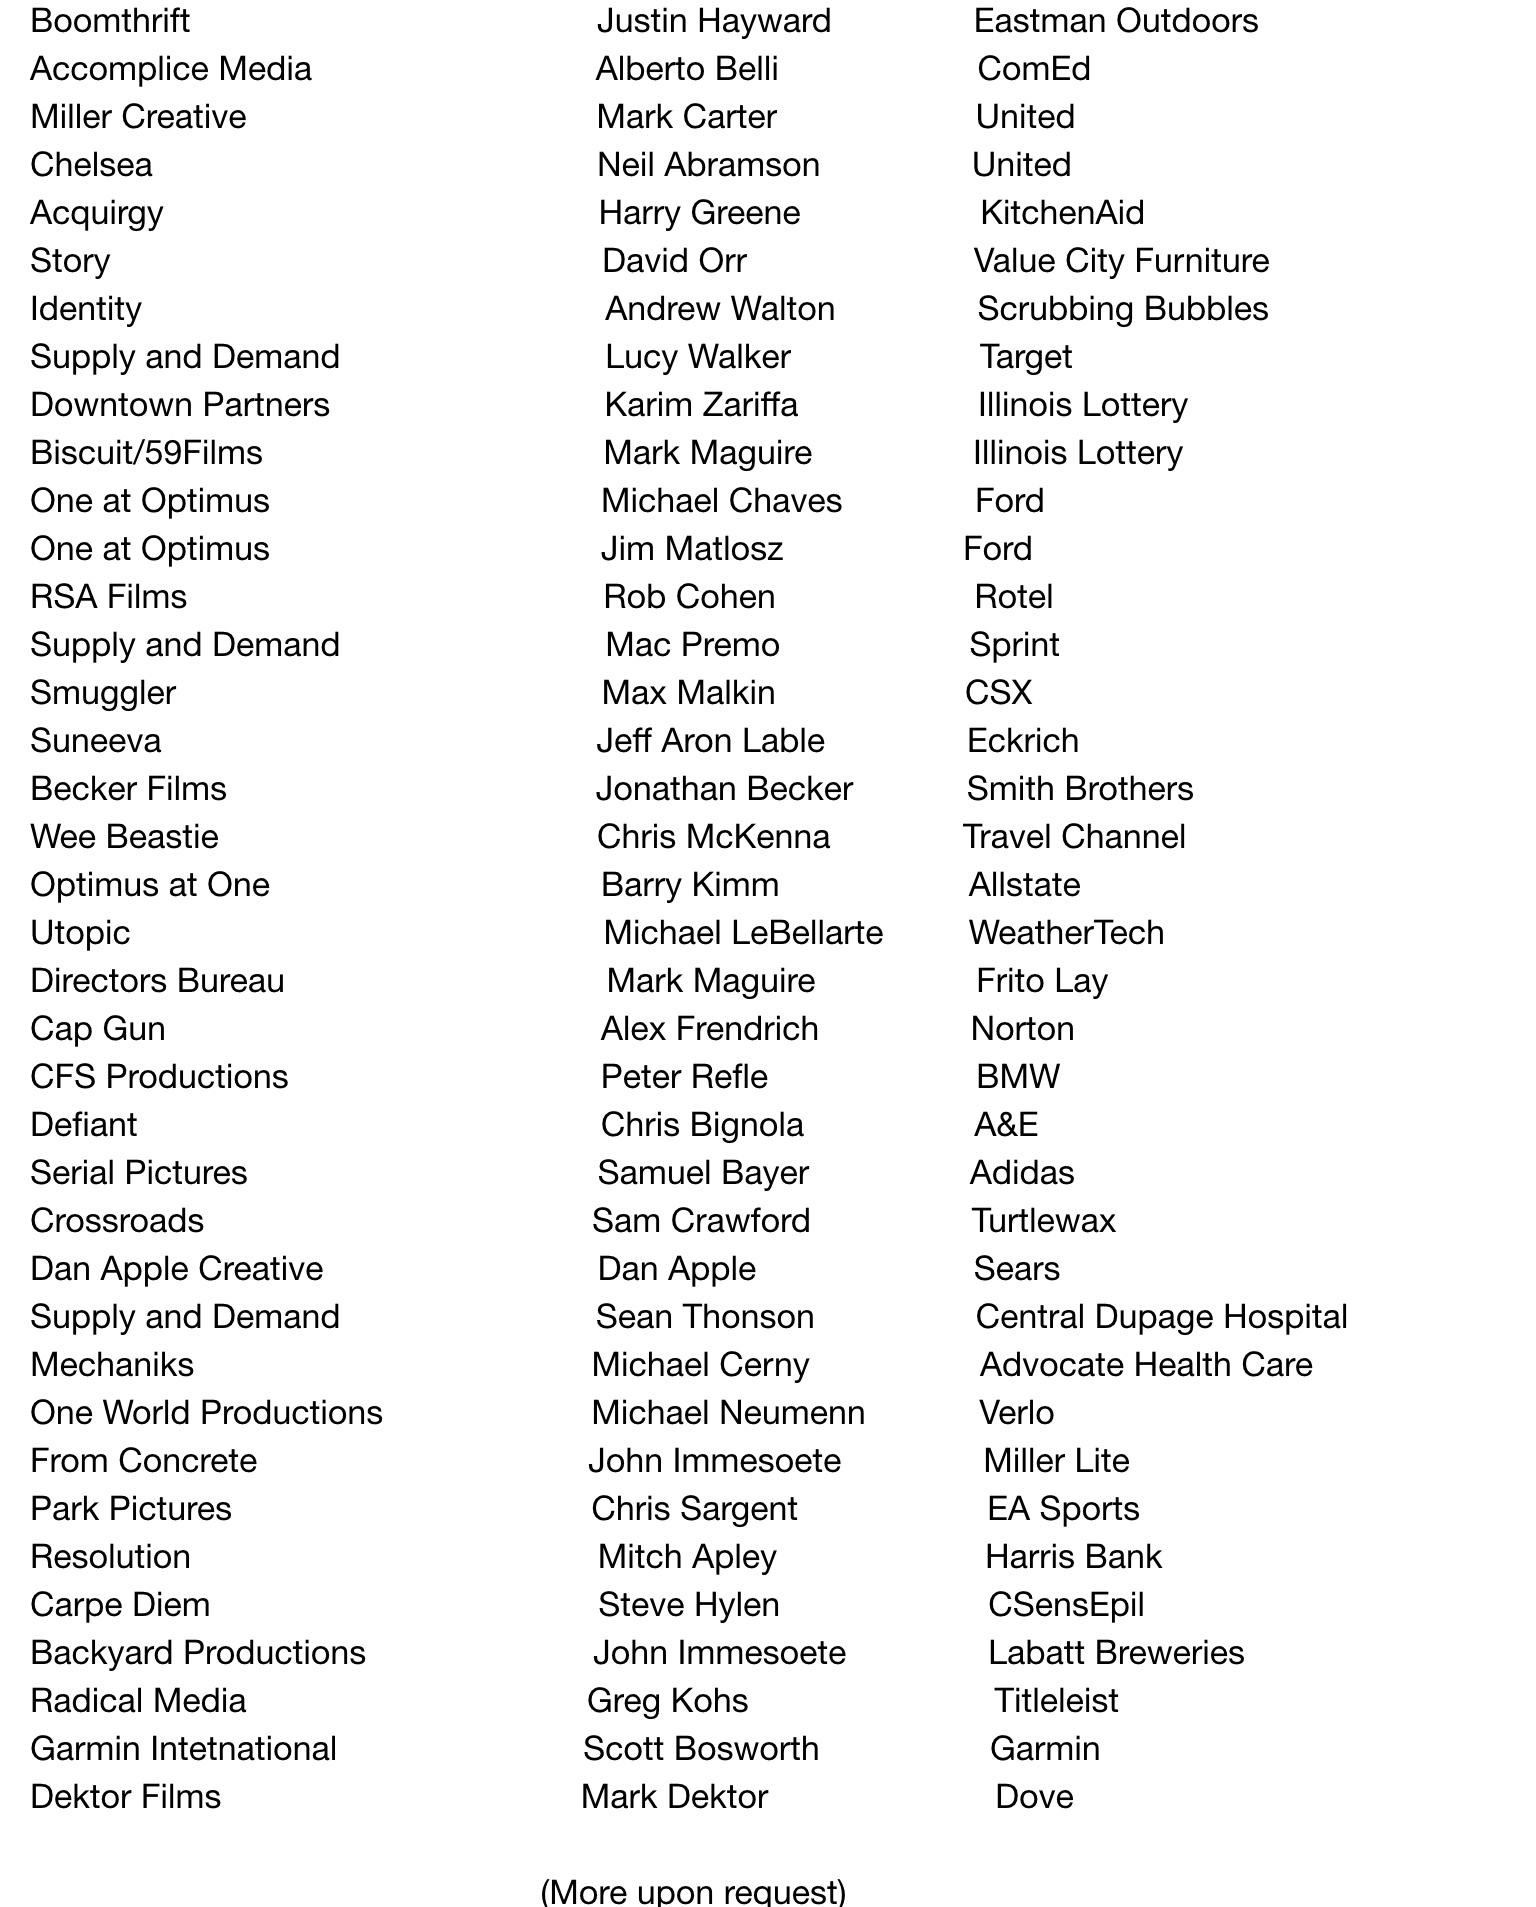 Boomthrift Justin Hayward Eastman Outdoors
Accomplice Media Alberto Belli ComEd
Miller Creative Mark Carter United
Chelsea Neil Abramson United
Acquirgy Harry Greene KitchenAid
Story David Orr Value City Furniture
Identity Andrew Walton Scrubbing Bubbles
Supply and Demand Lucy Walker Target
Downtown Partners Karim Zariffa Illinois Lottery
Biscuit/59Films Mark Maguire Illinois Lottery
One at Optimus Michael Chaves Ford
One at Optimus Jim Matlosz Ford
RSA Films Rob Cohen Rotel
Supply and Demand Mac Premo Sprint
Smuggler Max Malkin CSX
Suneeva Jeff Aron Lable Eckrich
Becker Films Jonathan Becker Smith Brothers
Wee Beastie Chris McKenna Travel Channel
Optimus at One Barry Kimm Allstate
Utopic Michael LeBellarte WeatherTech
Directors Bureau Mark Maguire Frito Lay
Cap Gun Alex Frendrich Norton
CFS Productions Peter Refle BMW
Defiant Chris Bignola A&E
Serial Pictures Samuel Bayer Adidas
Crossroads Sam Crawford Turtlewax
Dan Apple Creative Dan Apple Sears
Supply and Demand Sean Thonson Central Dupage Hospital
Mechaniks Michael Cerny Advocate Health Care
One World Productions Michael Neumenn Verlo
From Concrete John Immesoete Miller Lite
Park Pictures Chris Sargent EA Sports
Resolution Mitch Apley Harris Bank
Carpe Diem Steve Hylen CSensEpil
Backyard Productions John Immesoete Labatt Breweries
Radical Media Greg Kohs Titleleist
Garmin Intetnational Scott Bosworth Garmin
Dektor Films Mark Dektor Dove
(More upon request)